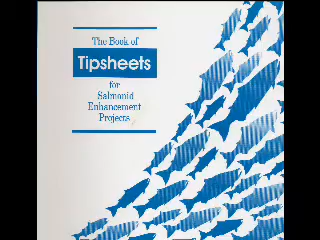 The Book of
Tipsheets
for
Salmonid
Enhancement
Projects